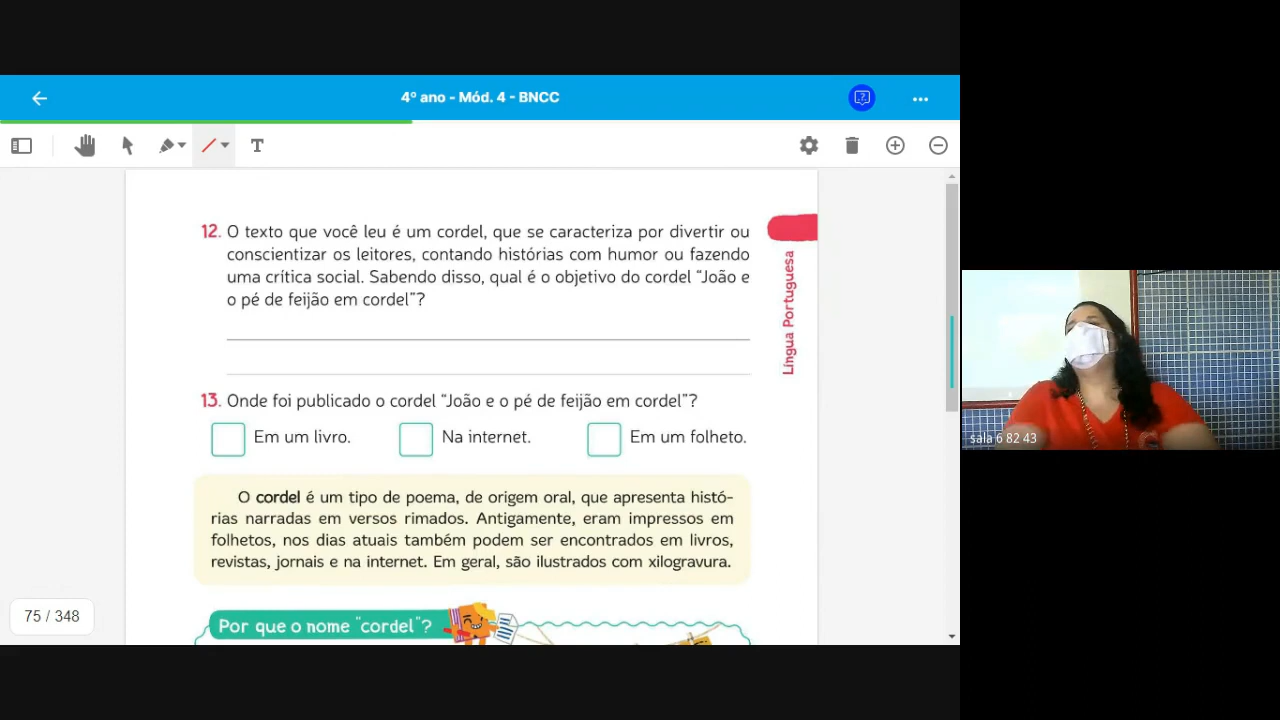 4º ano - Mód. 4 - BNCC
T
12. O texto que você leu é um cordel, que se caracteriza por divertir ou
conscientizar os leitores, contando histórias com humor ou fazendo
uma crítica social. Sabendo disso, qual é o objetivo do cordel “João e
o pé de feijão em cordel”?
Língua Portuguesa
13. Onde foi publicado o cordel “João e o pé de feijão em cordel”?
Em um livro. Na internet. Em um folheto.
O cordel é um tipo de poema, de origem oral, que apresenta histó-
rias narradas em versos rimados. Antigamente, eram impressos em
folhetos, nos dias atuais também podem ser encontrados em livros,
revistas, jornais e na internet. Em geral, são ilustrados com xilogravura.
75 / 348
Por que o nome “cordel”?
sala 6 82 43